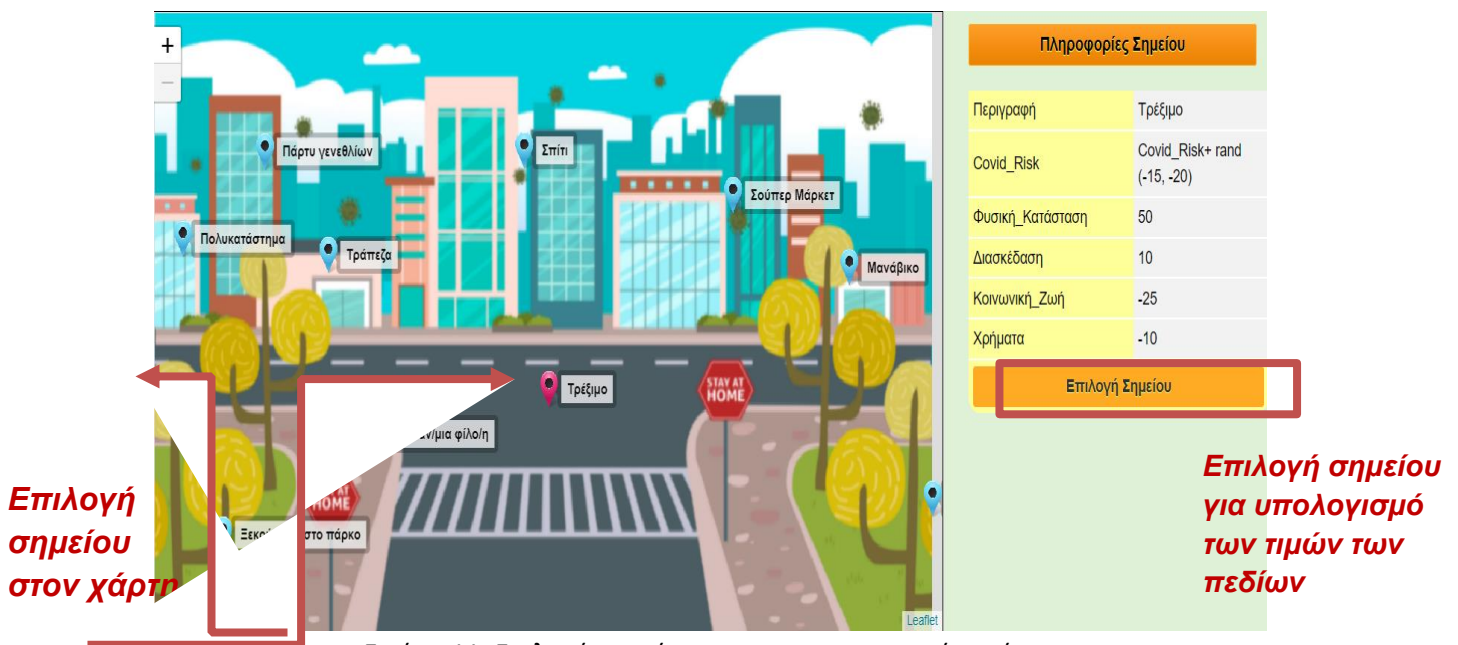 +
−
Πάρτυ γενεθλίων
Σπίτι
Σούπερ Μάρκετ
Πολυκατάστημα
Τράπεζα
Μανάβικο
Τρέξιμο
STAY AT
HOME
φίλο/η
HOME
στο πάρκο
Leaflet
Πληροφορίες Σημείου
Περιγραφή Τρέξιμο
Covid_Risk Covid_Risk+ rand
(-15, -20)
Φυσική_Κατάσταση 50
Διασκέδαση 10
Κοινωνική_Ζωή -25
Χρήματα -10
Επιλογή Σημείου
Επιλογή
σημείου
στον χάρτη
Επιλογή σημείου
για υπολογισμό
των τιμών των
πεδίων